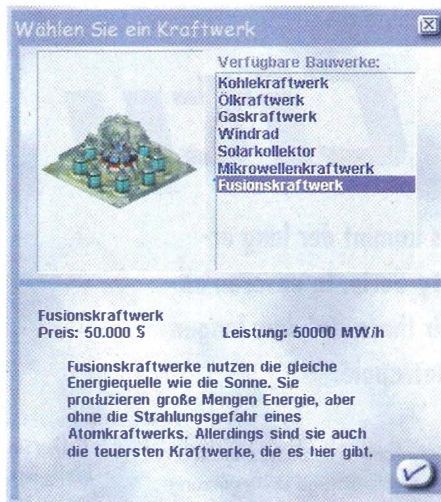 Wählen Sie ein Kraftwerk
Verfügbare Bauwerke:
Kohlekraftwerk
Ölkraftwerk
Gaskraftwerk
Windrad
Solarkollektor
Mikrowellenkraftwerk
Fusionskraftwerk
Fusionskraftwerk
Preis: 50.000 § Leistung: 50000 MW/h
Fusionskraftwerke nutzen die gleiche
Energiequelle wie die Sonne. Sie
produzieren große Mengen Energie, aber
ohne die Strahlungsgefahr eines
Atomkraftwerks. Allerdings sind sie auch
die teuersten Kraftwerke, die es hier gibt.